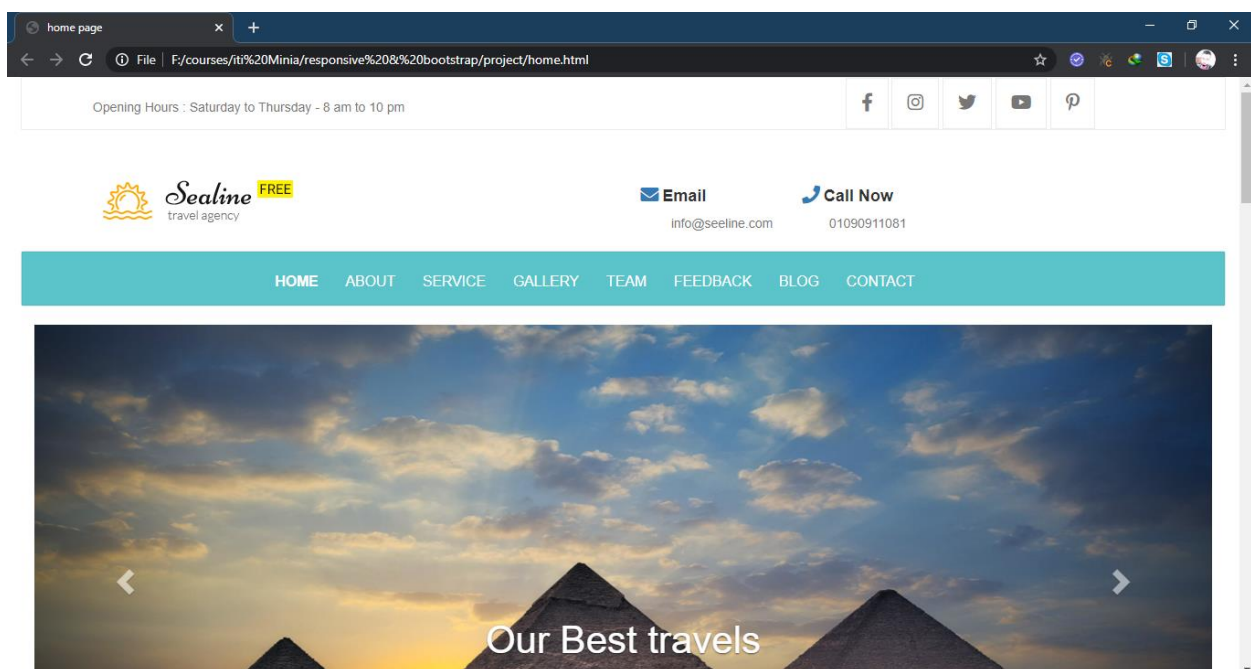 home page
File F:/courses/iti%20Minia/responsive%20&%20bootstrap/project/home.html
Opening Hours : Saturday to Thursday - 8 am to 10 pm
Sealine FREE
travel agency
Email
info@seeline.com
Call Now
01090911081
HOME ABOUT SERVICE GALLERY TEAM FEEDBACK BLOG CONTACT
Our Best travels